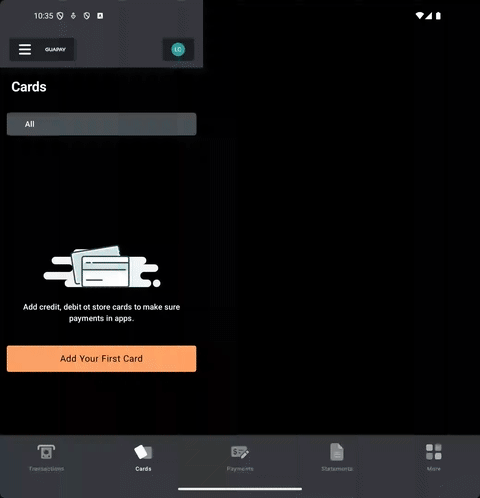 10:35
GUAPAY
LC
Cards
All
Add credit, debit ot store cards to make sure
payments in apps.
Add Your First Card
Transactions
Cards
Payments
Statements
More